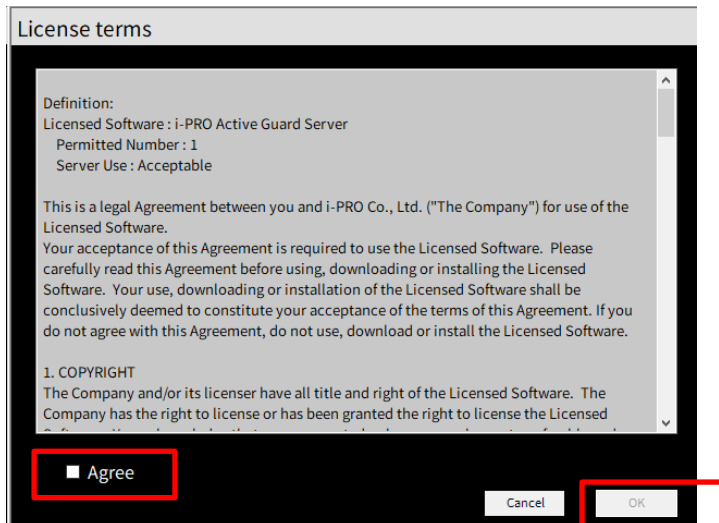 License terms
Definition:
Licensed Software : i-PRO Active Guard Server
Permitted Number : 1
Server Use : Acceptable
This is a legal Agreement between you and i-PRO Co., Ltd. ("The Company") for use of the
Licensed Software.
Your acceptance of this Agreement is required to use the Licensed Software.  Please
carefully read this Agreement before using, downloading or installing the Licensed
Software.  Your use, downloading or installation of the Licensed Software shall be
conclusively deemed to constitute your acceptance of the terms of this Agreement. If you
do not agree with this Agreement, do not use, download or install the Licensed Software.
1. COPYRIGHT
The Company and/or its licenser have all title and right of the Licensed Software.  The
Company has the right to license or has been granted the right to license the Licensed
Agree
Cancel
OK